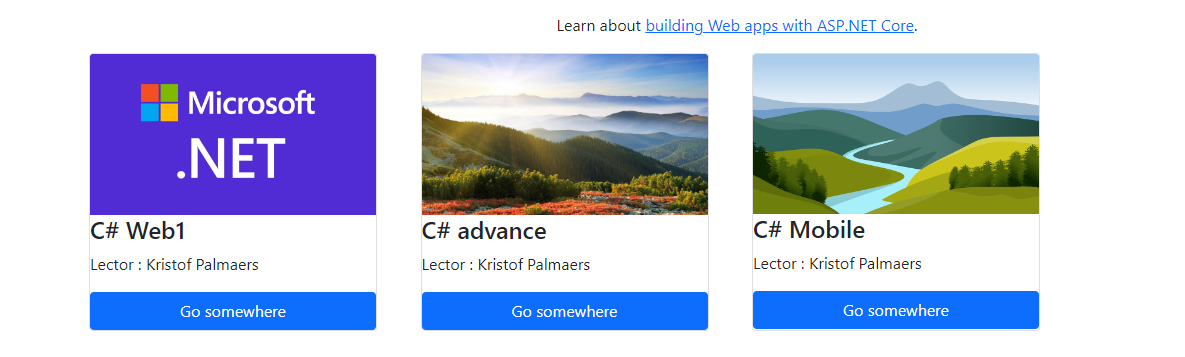 Learn about building Web apps with ASP.NET Core.
Microsoft
.NET
C# Web1
Lector : Kristof Palmaers
Go somewhere
C# advance
Lector : Kristof Palmaers
Go somewhere
C# Mobile
Lector : Kristof Palmaers
Go somewhere